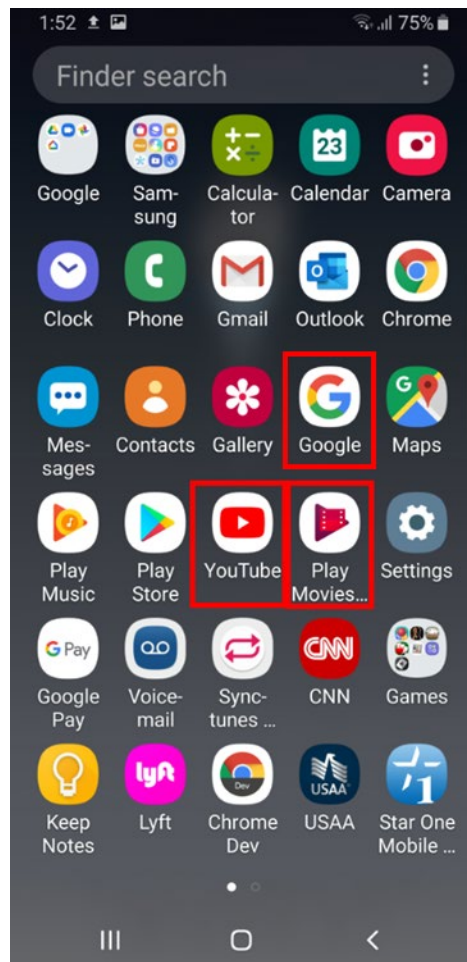 1:52 75%
Finder search
Google Sam- Calcula- Calendar Camera
sung tor
23
Clock Phone Gmail Outlook Chrome
Mes- Contacts Gallery Google Maps
sages
Play Play YouTube Play Settings
Music Store Movies...
G Pay CNN
Google Voice- Sync- CNN Games
Pay mail tunes ...
lyft Dev USAA
Keep Lyft Chrome USAA Star One
Notes Dev Mobile ...